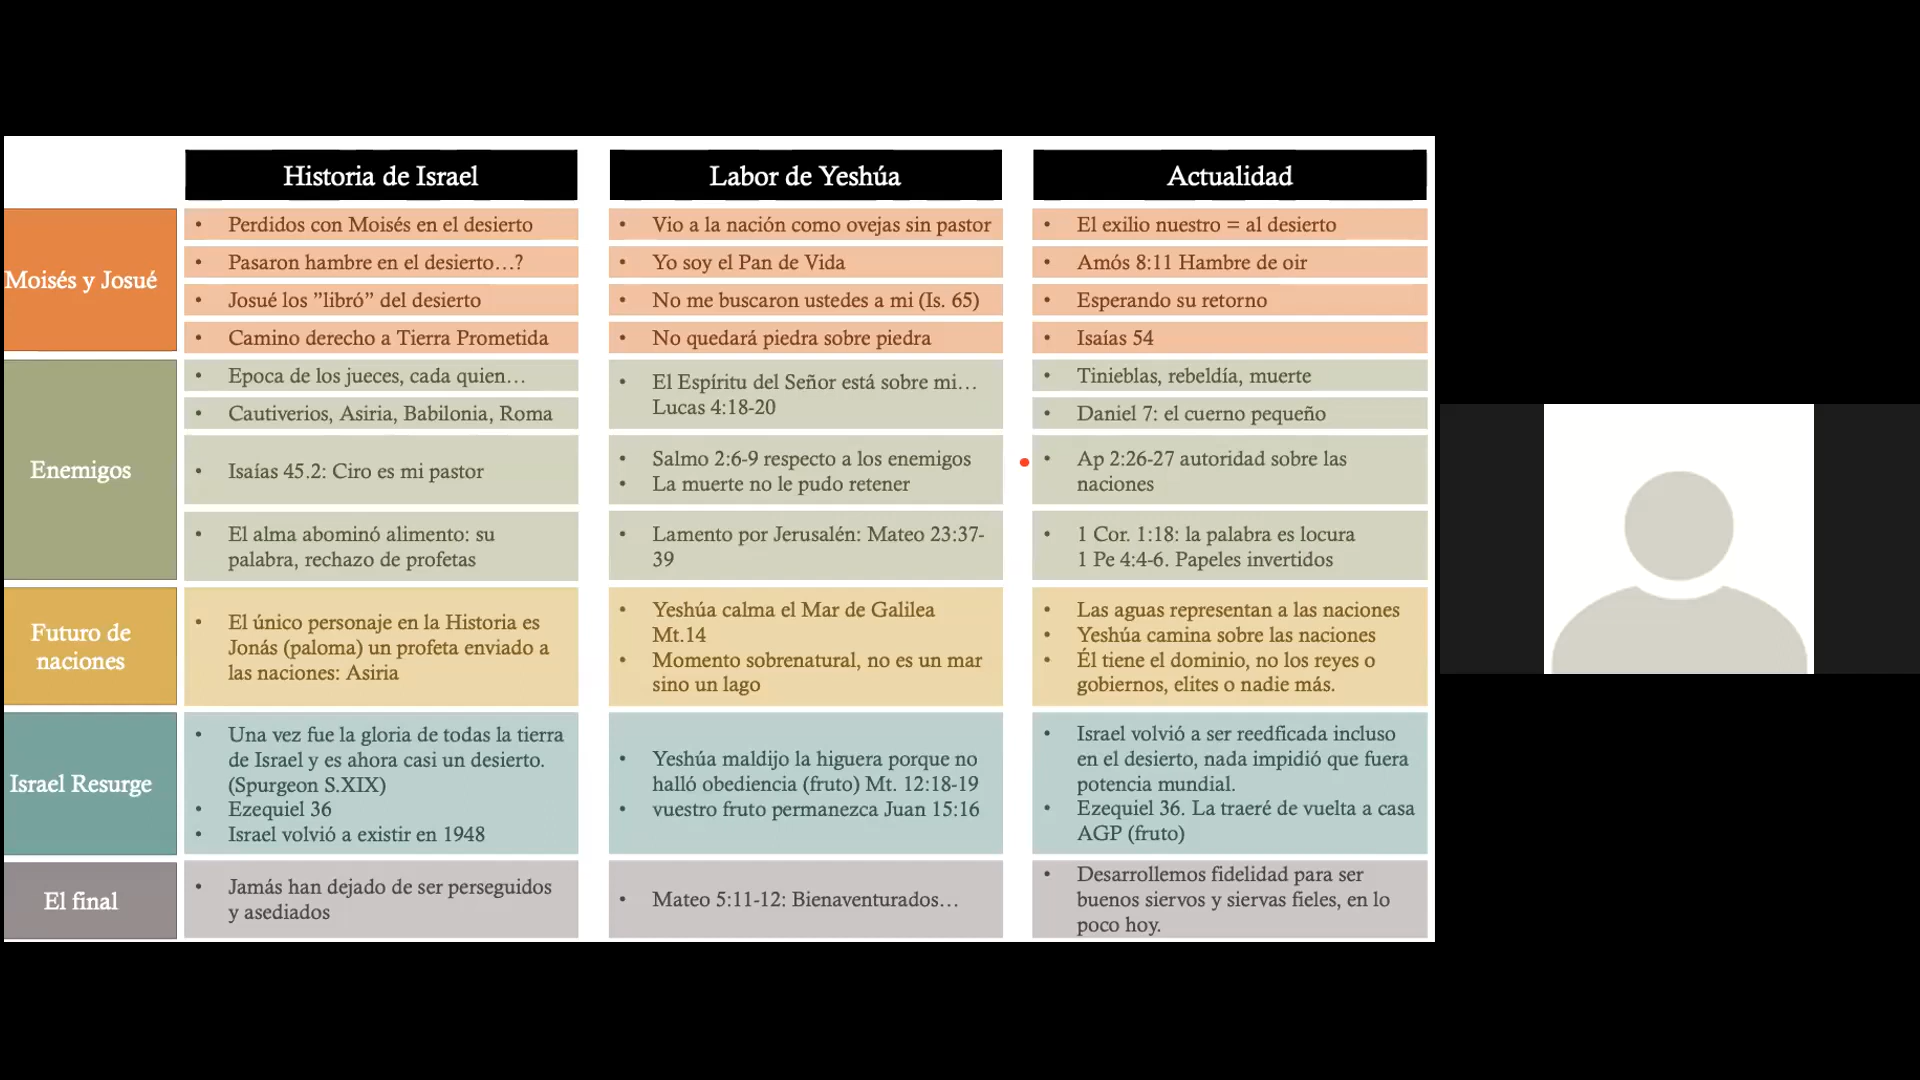 Historia de Israel
Labor de Yeshúa
Actualidad
Moisés y Josué
• Perdidos con Moisés en el desierto
• Vio a la nación como ovejas sin pastor
• El exilio nuestro = al desierto
• Pasaron hambre en el desierto…?
• Yo soy el Pan de Vida
• Amós 8:11 Hambre de oir
• Josué los ”libró” del desierto
• No me buscaron ustedes a mi (Is. 65)
• Esperando su retorno
• Camino derecho a Tierra Prometida
• No quedará piedra sobre piedra
• Isaías 54
Enemigos
• Epoca de los jueces, cada quien…
• El Espíritu del Señor está sobre mi…
Lucas 4:18-20
• Tinieblas, rebeldía, muerte
• Cautiverios, Asiria, Babilonia, Roma
• Daniel 7: el cuerno pequeño
• Isaías 45.2: Ciro es mi pastor
• Salmo 2:6-9 respecto a los enemigos
• La muerte no le pudo retener
• Ap 2:26-27 autoridad sobre las
naciones
• El alma abominó alimento: su
palabra, rechazo de profetas
• Lamento por Jerusalén: Mateo 23:37-
39
• 1 Cor. 1:18: la palabra es locura
1 Pe 4:4-6. Papeles invertidos
Futuro de
naciones
• El único personaje en la Historia es
Jonás (paloma) un profeta enviado a
las naciones: Asiria
• Yeshúa calma el Mar de Galilea
Mt.14
• Momento sobrenatural, no es un mar
sino un lago
• Las aguas representan a las naciones
• Yeshúa camina sobre las naciones
• Él tiene el dominio, no los reyes o
gobiernos, elites o nadie más.
Israel Resurge
• Una vez fue la gloria de todas la tierra
de Israel y es ahora casi un desierto.
(Spurgeon S.XIX)
• Ezequiel 36
• Israel volvió a existir en 1948
• Yeshúa maldijo la higuera porque no
halló obediencia (fruto) Mt. 12:18-19
• vuestro fruto permanezca Juan 15:16
• Israel volvió a ser reedficada incluso
en el desierto, nada impidió que fuera
potencia mundial.
• Ezequiel 36. La traeré de vuelta a casa
AGP (fruto)
El final
• Jamás han dejado de ser perseguidos
y asediados
• Mateo 5:11-12: Bienaventurados…
• Desarrollemos fidelidad para ser
buenos siervos y siervas fieles, en lo
poco hoy.